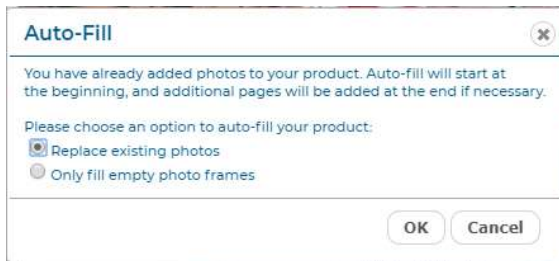 Auto-Fill
You have already added photos to your product. Auto-fill will start at
the beginning, and additional pages will be added at the end if necessary.
Please choose an option to auto-fill your product:
Replace existing photos
Only fill empty photo frames
OK Cancel